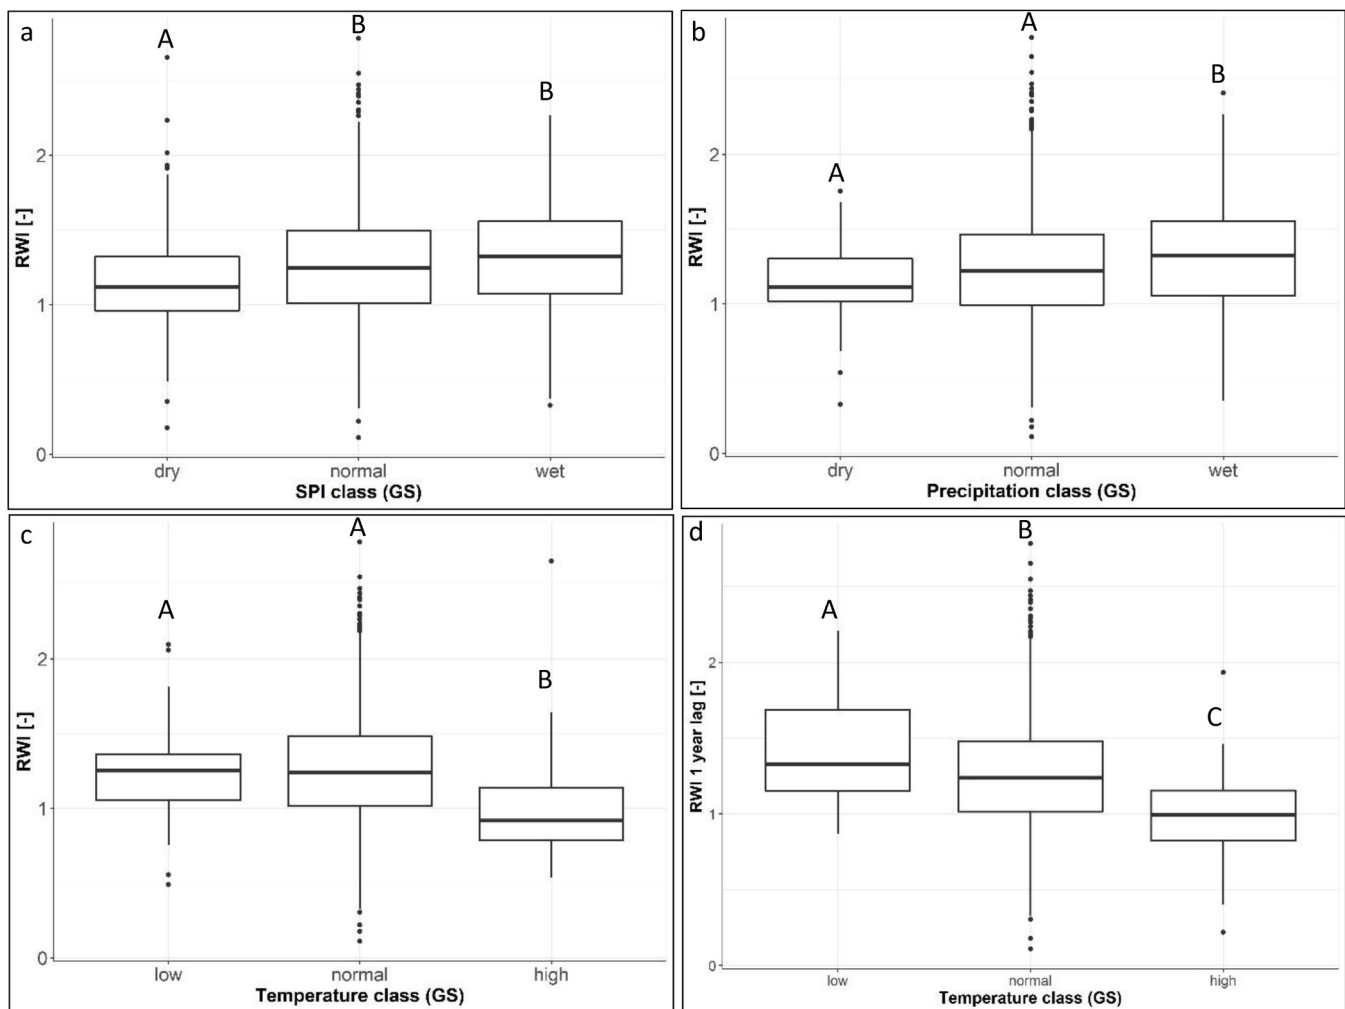 a
A
B
B
RWI [-]
2
1
0
dry
normal
wet
SPI class (GS)
b
A
A
B
RWI [-]
2
1
0
dry
normal
wet
Precipitation class (GS)
c
A
A
B
RWI [-]
2
1
0
low
normal
high
Temperature class (GS)
d
A
B
C
RWI 1 year lag [-]
2
1
0
low
normal
high
Temperature class (GS)